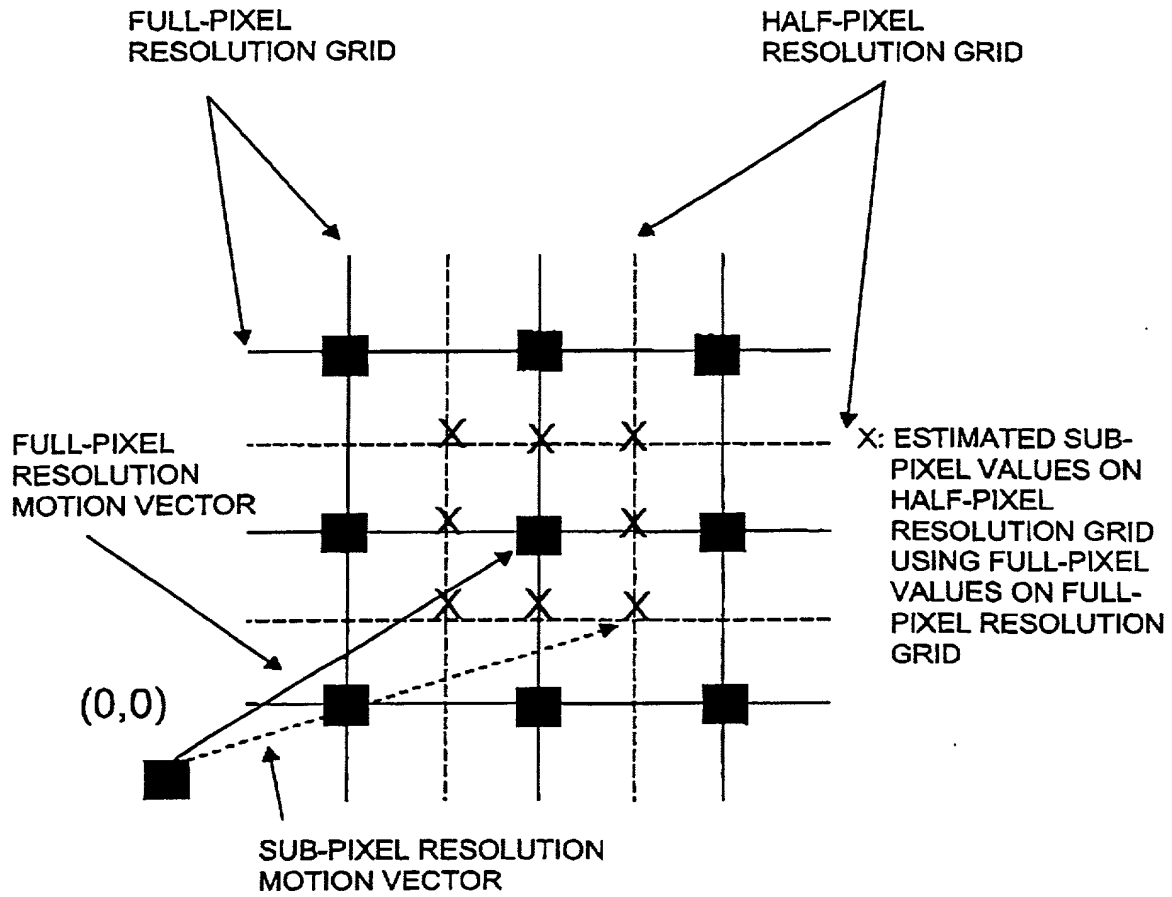 FULL-PIXEL
RESOLUTION GRID
HALF-PIXEL
RESOLUTION GRID
FULL-PIXEL
RESOLUTION
MOTION VECTOR
X: ESTIMATED SUB-
PIXEL VALUES ON
HALF-PIXEL
RESOLUTION GRID
USING FULL-PIXEL
VALUES ON FULL-
PIXEL RESOLUTION
GRID
X X X
X X
X X X
(0,0)
SUB-PIXEL RESOLUTION
MOTION VECTOR